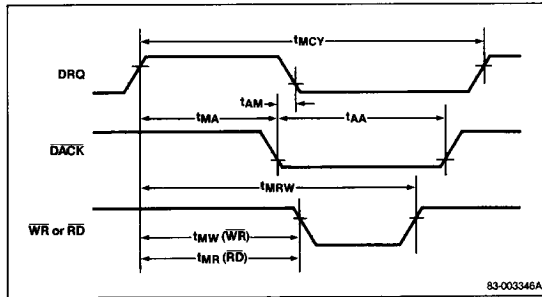 tMCY
DRQ
tAM
tMA
tAA
DACK
tMRW
WR or RD
tMW (WR)
tMR (RD)
83-003346A